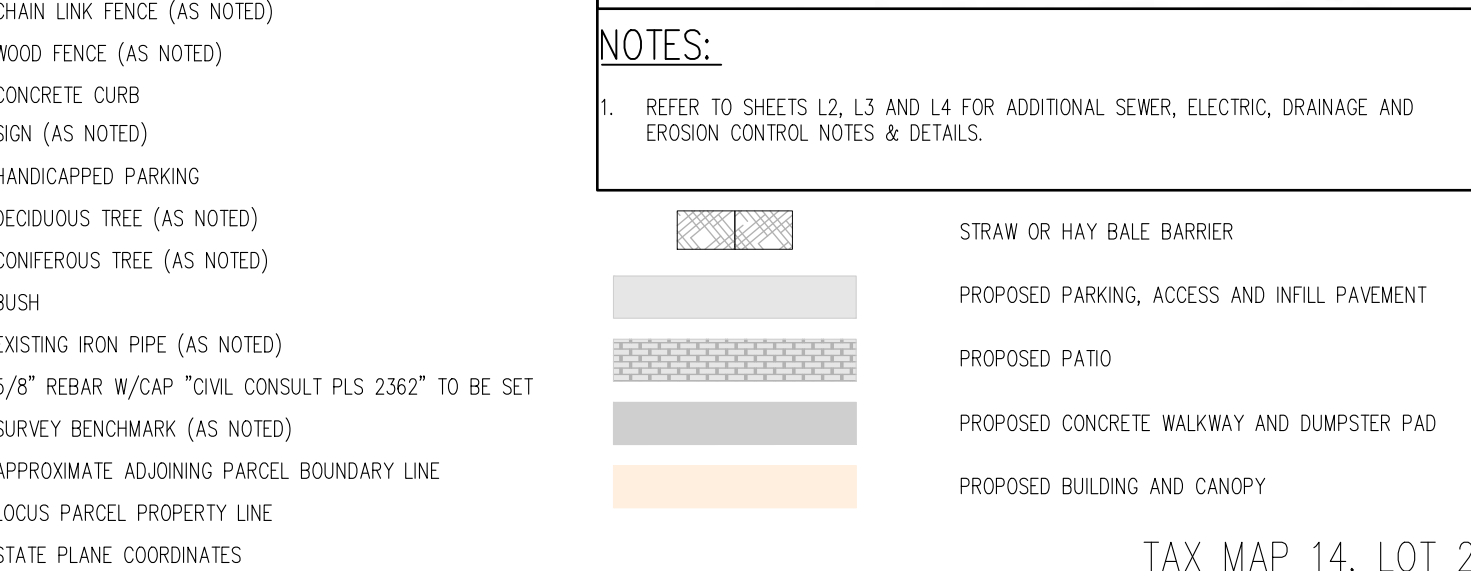 CHAIN LINK FENCE (AS NOTED)
WOOD FENCE (AS NOTED)
CONCRETE CURB
SIGN (AS NOTED)
HANDICAPPED PARKING
DECIDUOUS TREE (AS NOTED)
CONIFEROUS TREE (AS NOTED)
BUSH
EXISTING IRON PIPE (AS NOTED)
5/8" REBAR W/CAP "CIVIL CONSULT PLS 2362" TO BE SET
SURVEY BENCHMARK (AS NOTED)
APPROXIMATE ADJOINING PARCEL BOUNDARY LINE
LOCUS PARCEL PROPERTY LINE
STATE PLANE COORDINATES
NOTES:
1. REFER TO SHEETS L2, L3 AND L4 FOR ADDITIONAL SEWER, ELECTRIC, DRAINAGE AND
EROSION CONTROL NOTES & DETAILS.
STRAW OR HAY BALE BARRIER
PROPOSED PARKING, ACCESS AND INFILL PAVEMENT
PROPOSED PATIO
PROPOSED CONCRETE WALKWAY AND DUMPSTER PAD
PROPOSED BUILDING AND CANOPY
TAX MAP 14, LOT 2